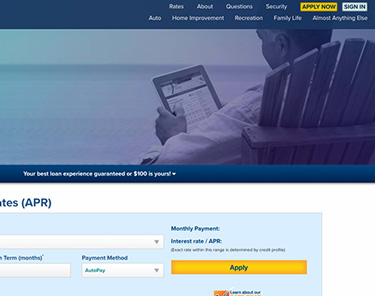 Rates About Questions Security APPLY NOW SIGN IN
Auto Home Improvement Recreation Family Life Almost Anything Else
Your best loan experience guaranteed or $100 is yours!
ates (APR)
Monthly Payment:
Interest rate / APR:
(Exact rate within this range is determined by credit profile)
n Term (months)* Payment Method
AutoPay
Apply
Learn about our